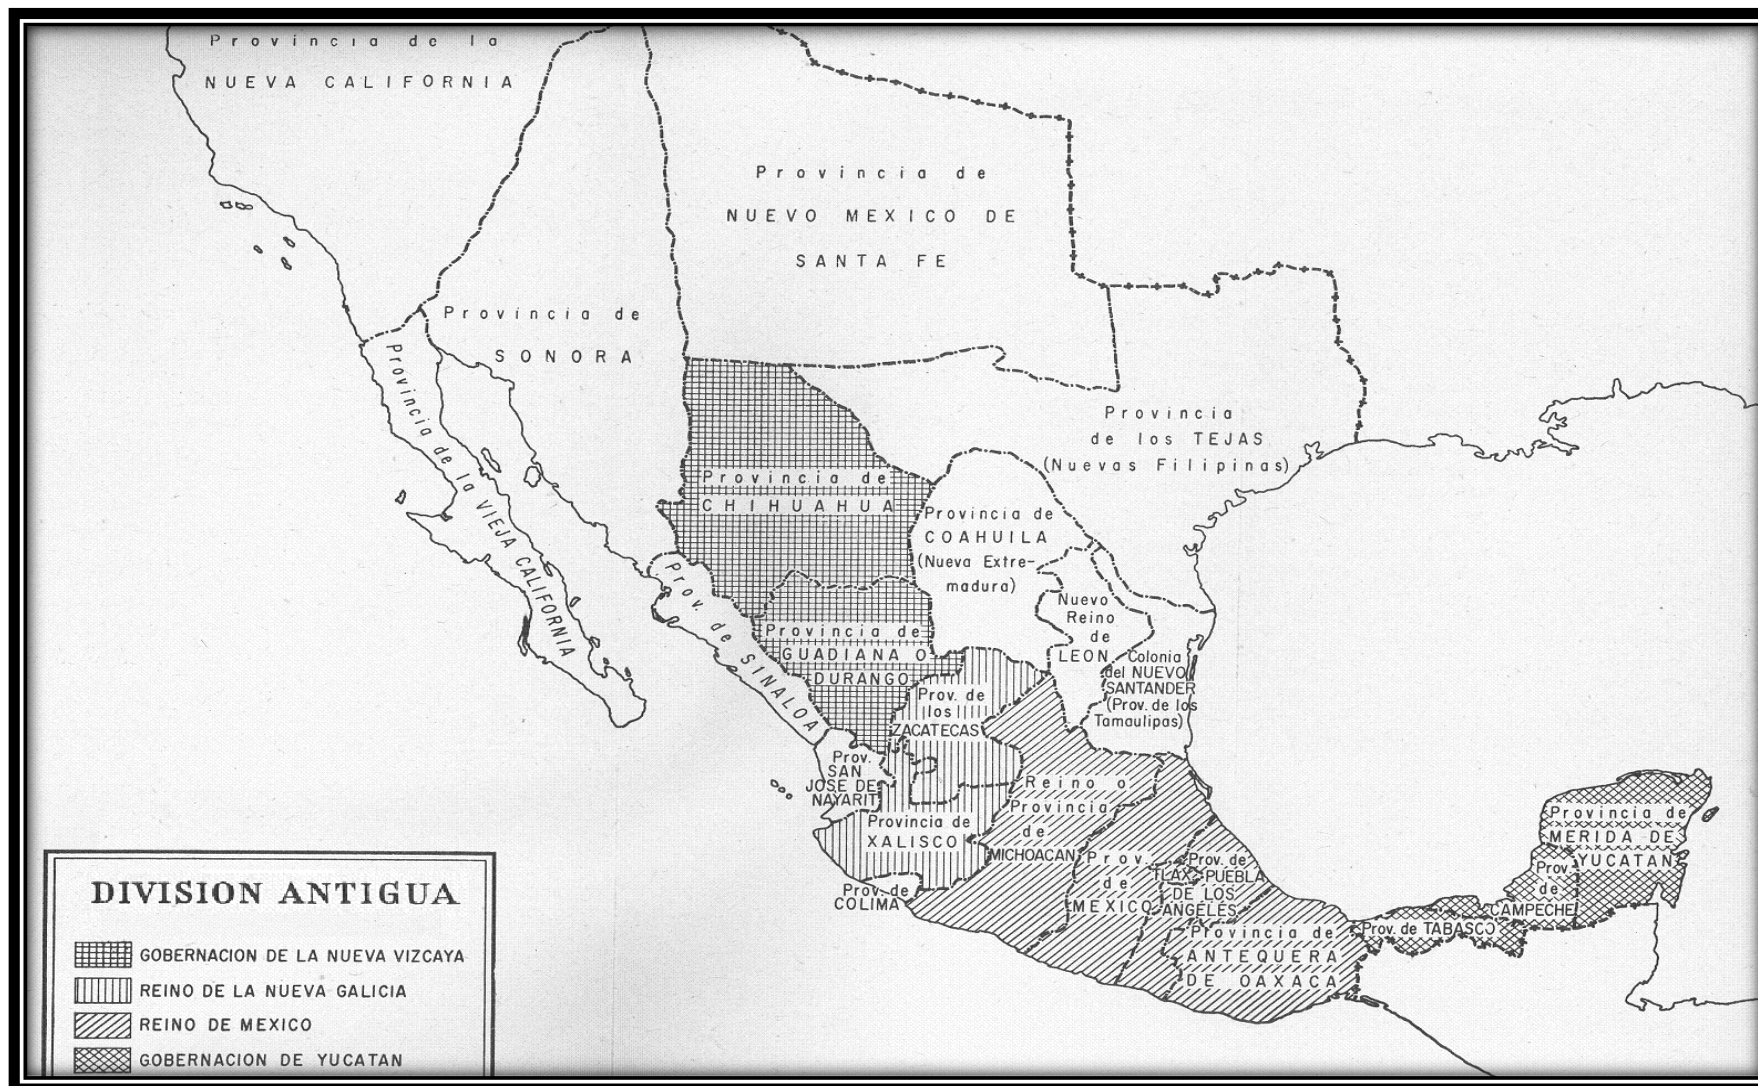 Provincia de la
NUEVA CALIFORNIA
Provincia de
NUEVO MEXICO DE
SANTA FE
Provincia de
SONORA
Provincia de la VIEJA CALIFORNIA
Provincia
de los TEJAS
(Nuevas Filipinas)
Provincia de
CHIHUAHUA
Provincia de
COAHUILA
(Nueva Extre-
madura)
Prov. de SINALOA
Nuevo
Reino
de
LEON
Provincia de
GUADIANA O
DURANGO
Colonia
del NUEVO
SANTANDER
(Prov. de los
Tamaulipas)
Prov. de
los
ZACATECAS
Prov.
SAN
JOSE DE
NAYARIT
Reino o
Provincia
de
MICHOACAN
Provincia de
XALISCO
Prov. de
COLIMA
Prov.
de
MEXICO
Prov. de
TLAX. PUEBLA
DE LOS
ANGELES
Provincia de
ANTEQUERA
DE OAXACA
Provincia de
MERIDA DE
YUCATAN
Prov.
de
CAMPECHE
Prov. de TABASCO
DIVISION ANTIGUA
GOBERNACION DE LA NUEVA VIZCAYA
REINO DE LA NUEVA GALICIA
REINO DE MEXICO
GOBERNACION DE YUCATAN